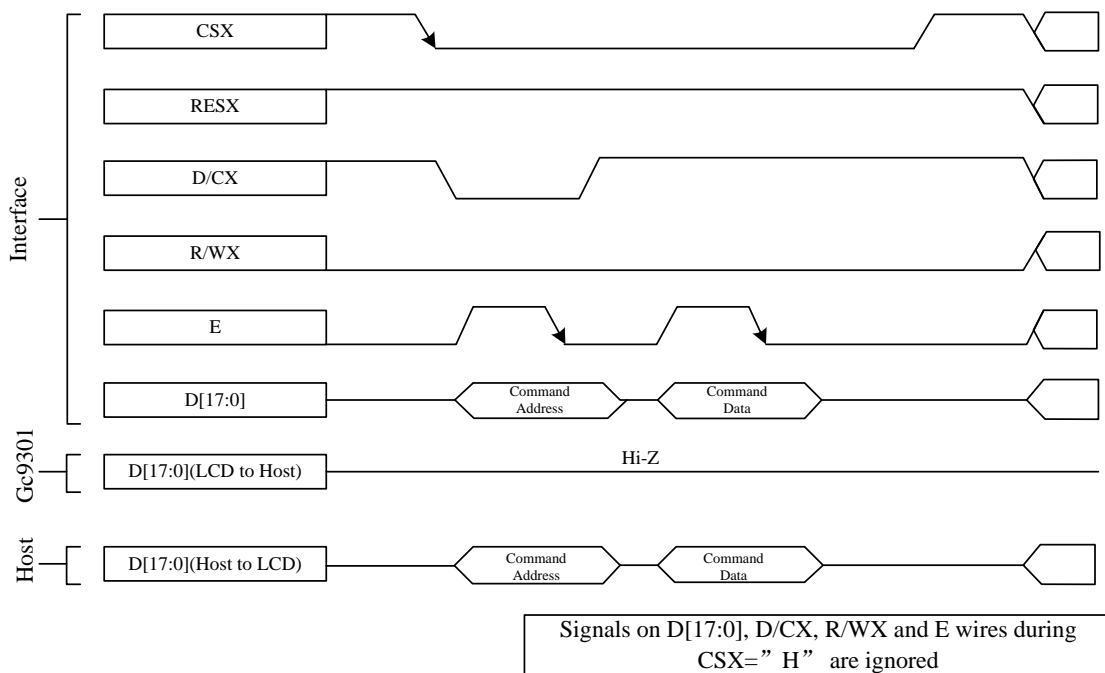 Interface
CSX
RESX
D/CX
R/WX
E
D[17:0]
Command
Address
Command
Data
Gc9301
D[17:0](LCD to Host)
Hi-Z
Host
D[17:0](Host to LCD)
Command
Address
Command
Data
Signals on D[17:0], D/CX, R/WX and E wires during
CSX=” H” are ignored